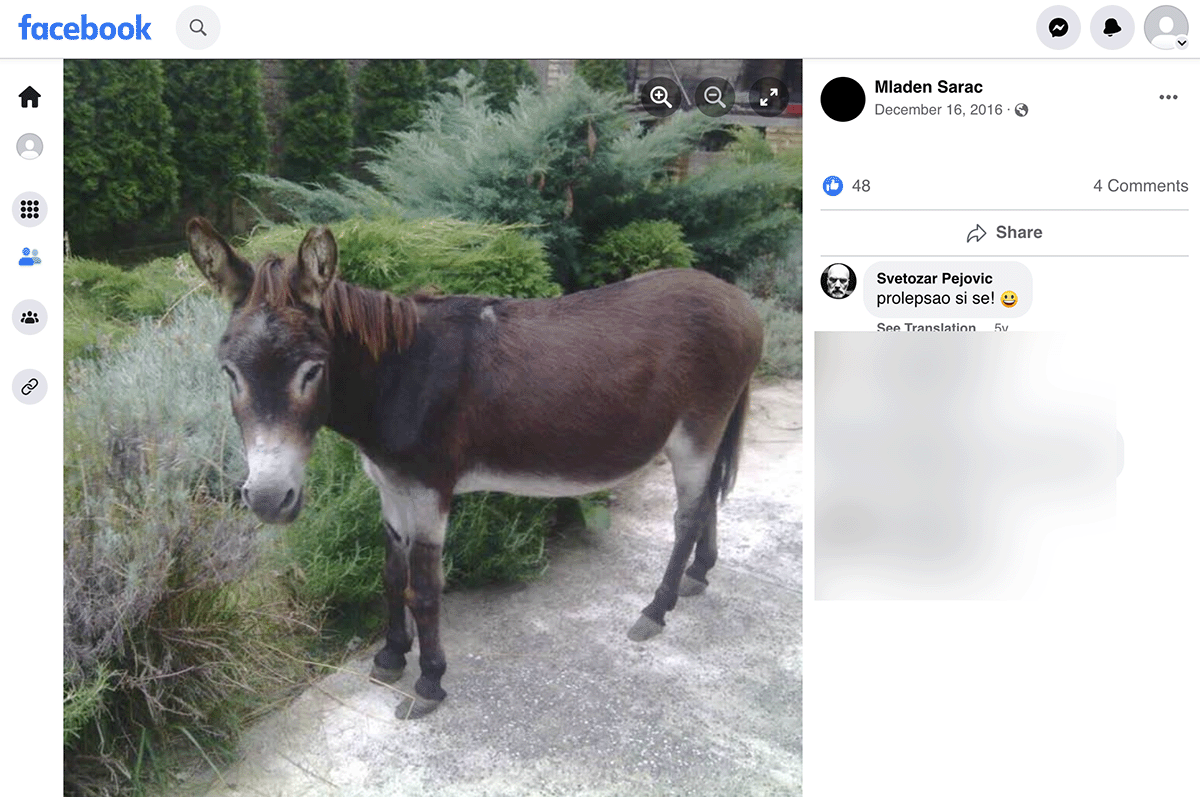 facebook
Mladen Sarac
December 16, 2016 ·
48
4 Comments
Share
Svetozar Pejovic
prolepsao si se! 😀
See Translation 5y